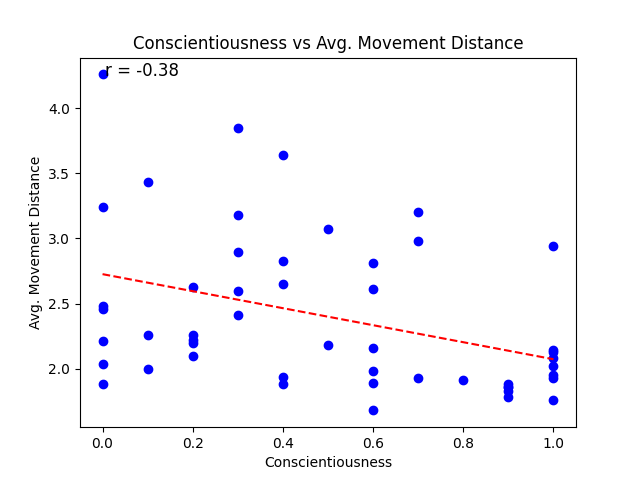 Conscientiousness vs Avg. Movement Distance
r = -0.38
Avg. Movement Distance
4.0
3.5
3.0
2.5
2.0
0.0 0.2 0.4 0.6 0.8 1.0
Conscientiousness